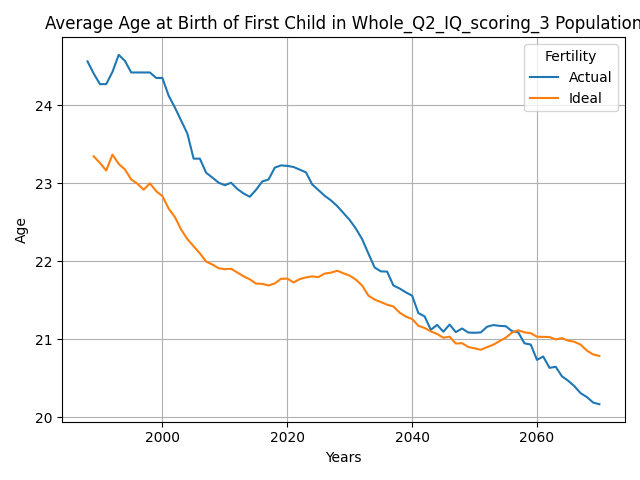 Average Age at Birth of First Child in Whole_Q2_IQ_scoring_3 Population
Fertility
Actual
Ideal
24
23
22
21
20
Age
2000
2020
2040
2060
Years